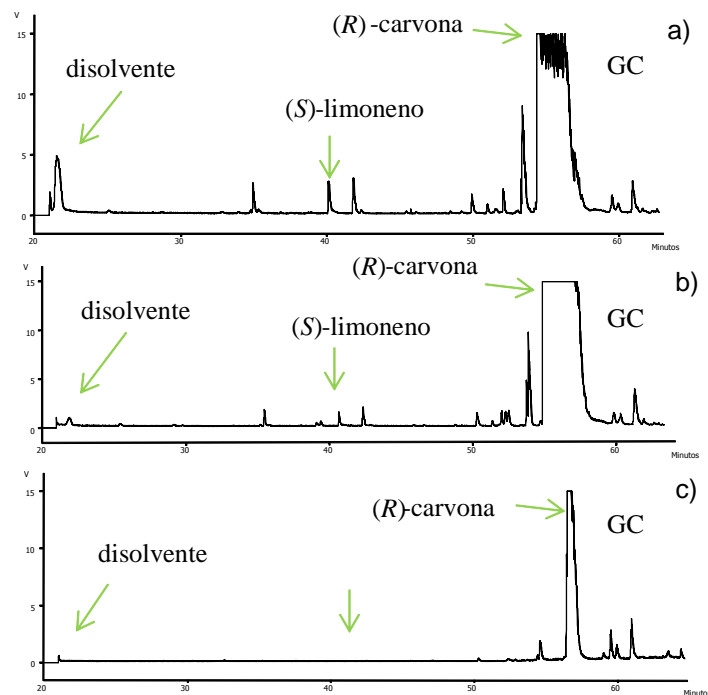 V
(R)-carvona
a)
15
GC
disolvente
10
(S)-limoneno
5
0
20 30 40 50 60
Minutos
V
(R)-carvona
b)
15
GC
disolvente
10
(S)-limoneno
5
0
20 30 40 50 60
Minutos
V
c)
15
(R)-carvona
GC
10
disolvente
5
0
20 30 40 50 60
Minuto